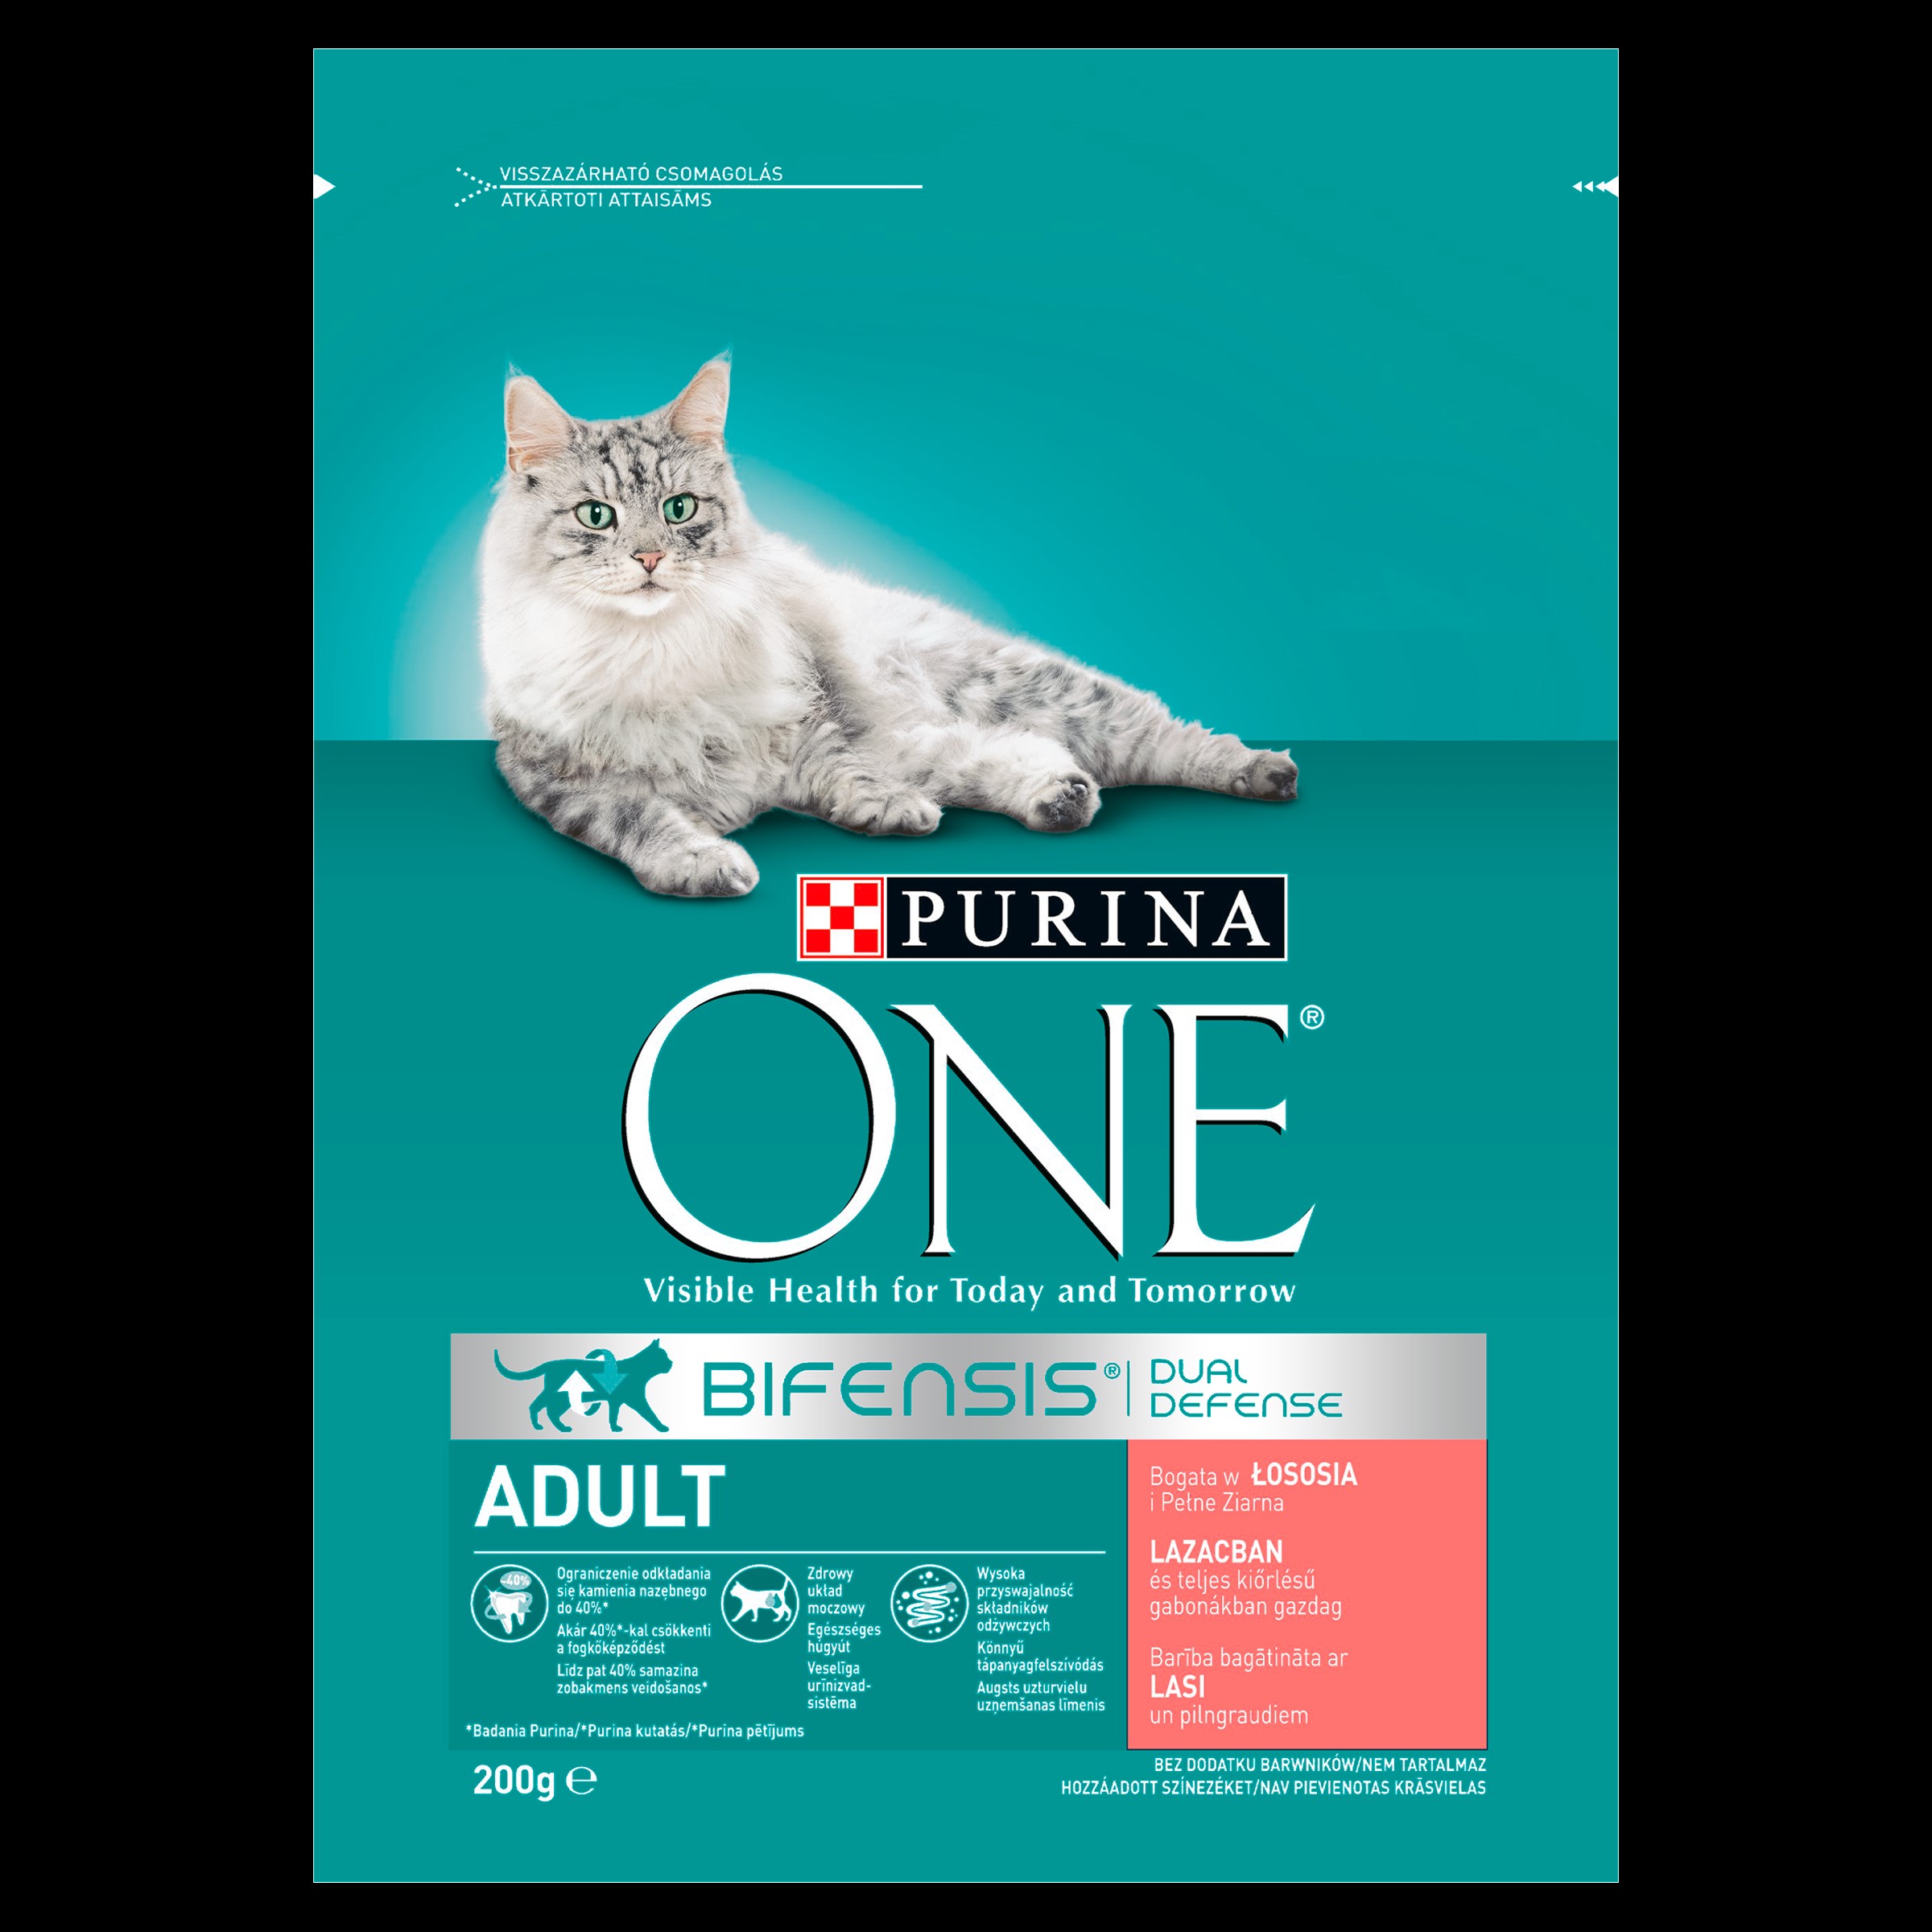 VISSZAZÁRHATÓ CSOMAGOLÁS
ATKĀRTOTI ATTAISĀMS
PURINA
ONE®
Visible Health for Today and Tomorrow
BIFENSIS® DUAL
DEFENSE
ADULT
-40%
Ograniczenie odkładania
się kamienia nazębnego
do 40%*
Akár 40%*-kal csökkenti
a fogkőképződést
Līdz pat 40% samazina
zobakmens veidošanos*
Zdrowy
układ
moczowy
Egészséges
húgyút
Veselīga
urīnizvad-
sistēma
Wysoka
przyswajalność
składników
odżywczych
Könnyű
tápanyagfelszívódás
Augsts uzturvielu
uzņemšanas līmenis
*Badania Purina/*Purina kutatás/*Purina pētījums
Bogata w ŁOSOSIA
i Pełne Ziarna
LAZACBAN
és teljes kiőrlésű
gabonákban gazdag
Barība bagātināta ar
LASI
un pilngraudiem
200g ℮
BEZ DODATKU BARWNIKÓW/NEM TARTALMAZ
HOZZÁADOTT SZÍNEZÉKET/NAV PIEVIENOTAS KRĀSVIELAS